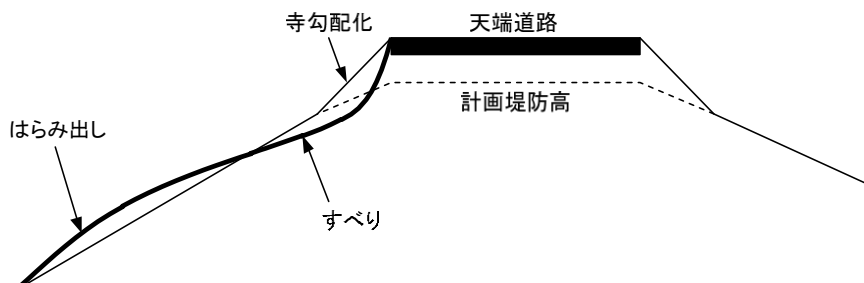 寺勾配化
天端道路
計画堤防高
はらみ出し
すべり